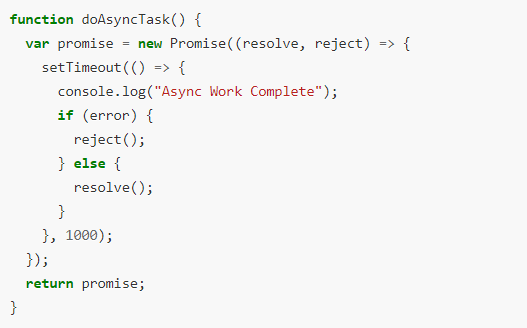 function doAsyncTask() {
  var promise = new Promise((resolve, reject) => {
    setTimeout(() => {
      console.log("Async Work Complete");
      if (error) {
        reject();
      } else {
        resolve();
      }
    }, 1000);
  });
  return promise;
}